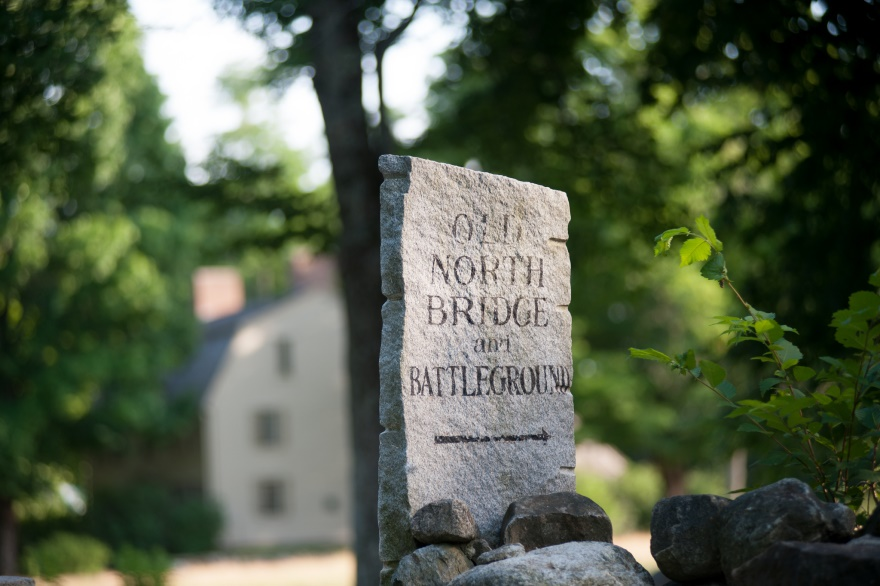 OLD
NORTH
BRIDGE
and
BATTLEGROUND